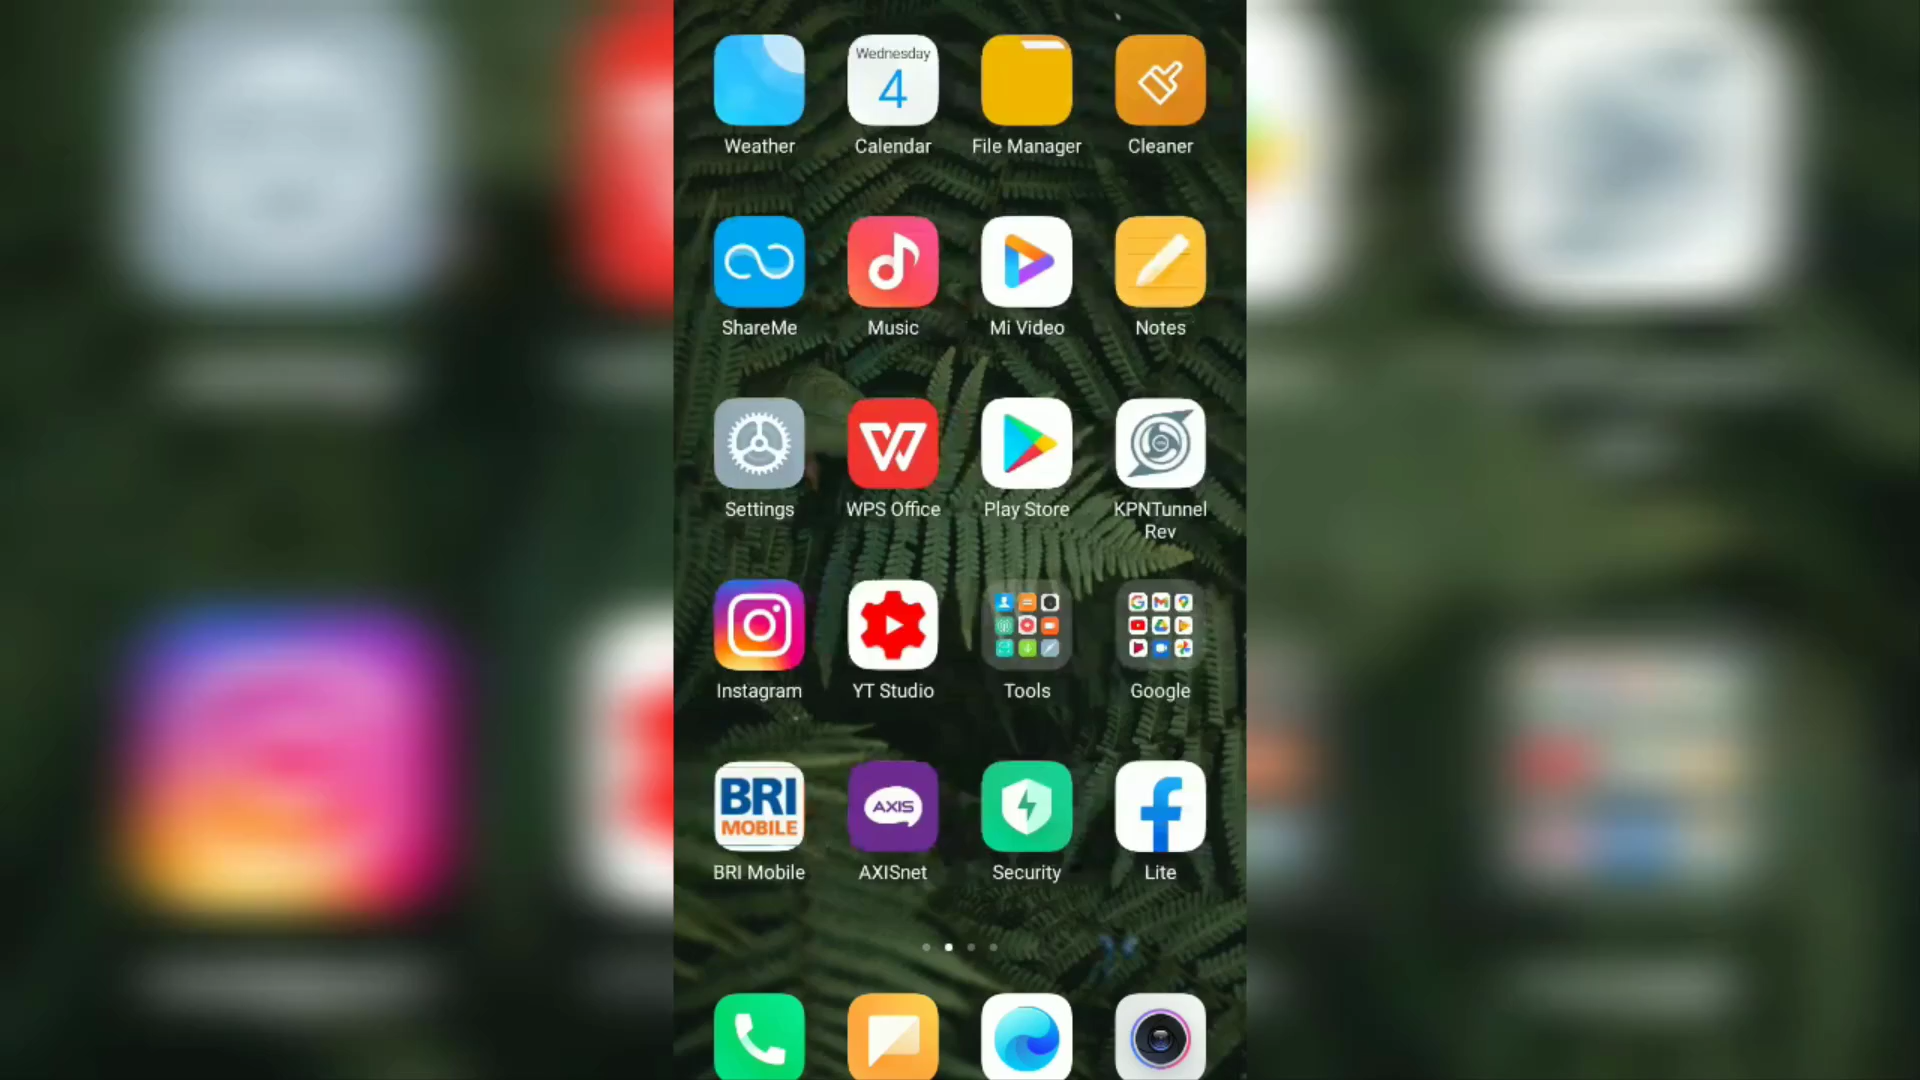 Wednesday
4
Weather
Calendar
File Manager
Cleaner
ShareMe
Music
Mi Video
Notes
Settings
WPS Office
Play Store
KPNTunnel
Rev
Instagram
YT Studio
Tools
Google
BRI
MOBILE
AXIS
BRI Mobile
AXISnet
Security
Lite